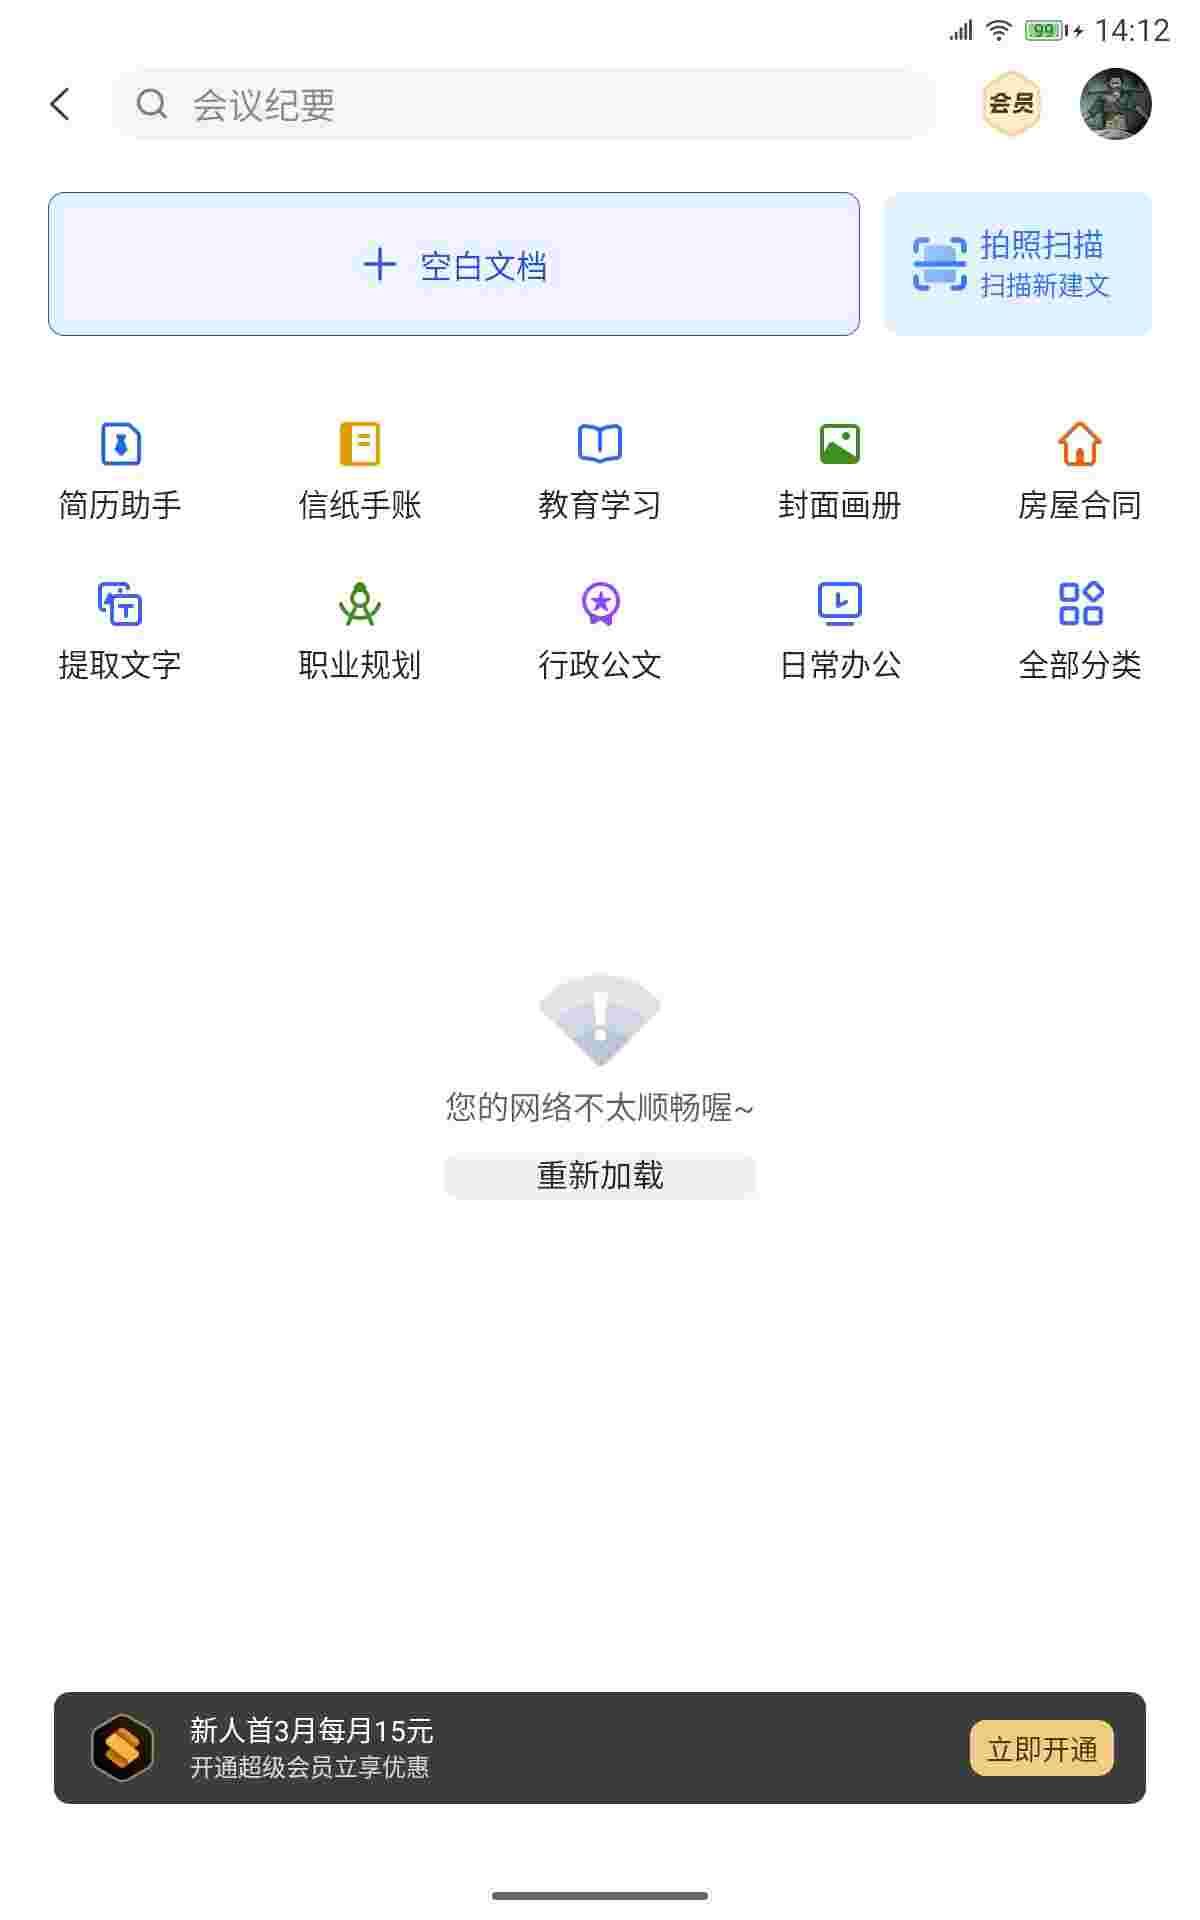 99 14:12
会议纪要
会员
空白文档
拍照扫描
扫描新建文
简历助手 信纸手账 教育学习 封面画册 房屋合同
提取文字 职业规划 行政公文 日常办公 全部分类
您的网络不太顺畅喔~
重新加载
新人首3月每月15元
开通超级会员立享优惠
立即开通